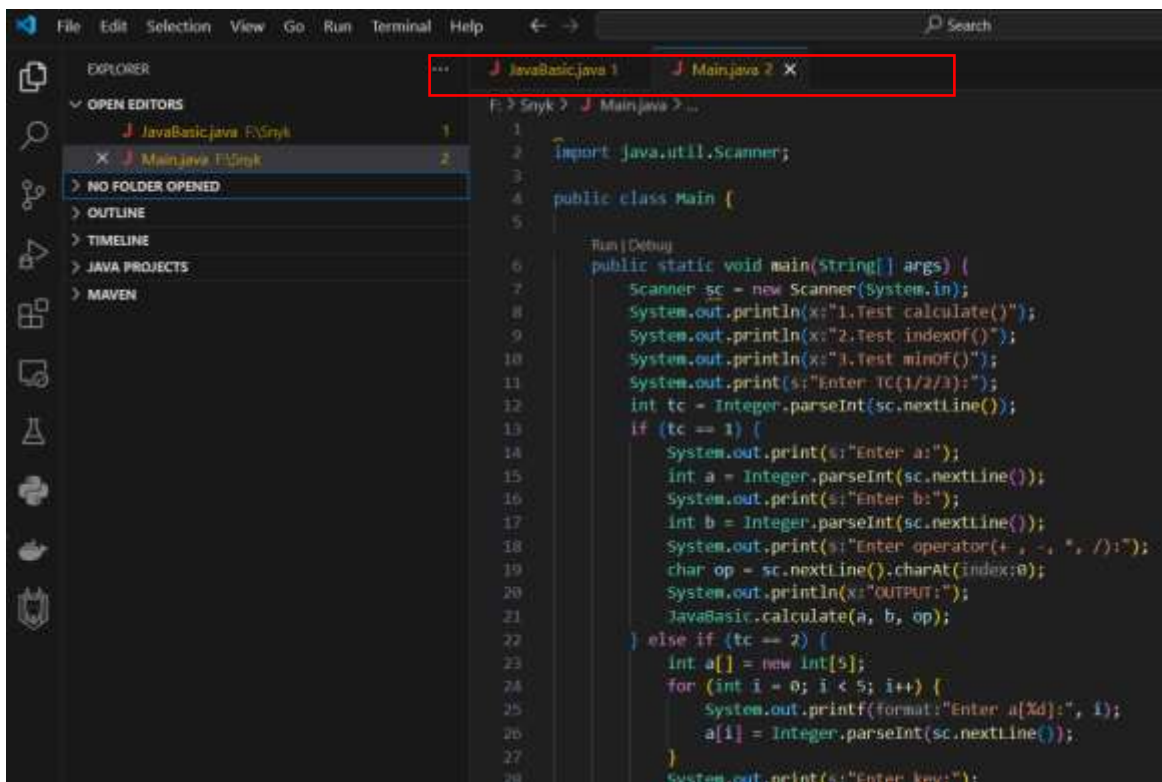 File Edit Selection View Go Run Terminal Help Search
EXPLORER
OPEN EDITORS
JavaBasic.java F:\Snyk 1
Main.java F:\Snyk 2
NO FOLDER OPENED
OUTLINE
TIMELINE
JAVA PROJECTS
MAVEN
JavaBasic.java 1 Main.java 2
F: > Snyk > Main.java > ...
1
2 import java.util.Scanner;
3
4 public class Main {
5
Run | Debug
6 public static void main(String[] args) {
7 Scanner sc = new Scanner(System.in);
8 System.out.println(x:"1.Test calculate()");
9 System.out.println(x:"2.Test indexOf()");
10 System.out.println(x:"3.Test minOf()");
11 System.out.print(s:"Enter TC(1/2/3):");
12 int tc = Integer.parseInt(sc.nextLine());
13 if (tc == 1) {
14 System.out.print(s:"Enter a:");
15 int a = Integer.parseInt(sc.nextLine());
16 System.out.print(s:"Enter b:");
17 int b = Integer.parseInt(sc.nextLine());
18 System.out.print(s:"Enter operator(+ , -, *, /):");
19 char op = sc.nextLine().charAt(index:0);
20 System.out.println(x:"OUTPUT:");
21 JavaBasic.calculate(a, b, op);
22 } else if (tc == 2) {
23 int a[] = new int[5];
24 for (int i = 0; i < 5; i++) {
25 System.out.printf(format:"Enter a[%d]:", i);
26 a[i] = Integer.parseInt(sc.nextLine());
27 }
28 System.out.print(s:"Enter key:");